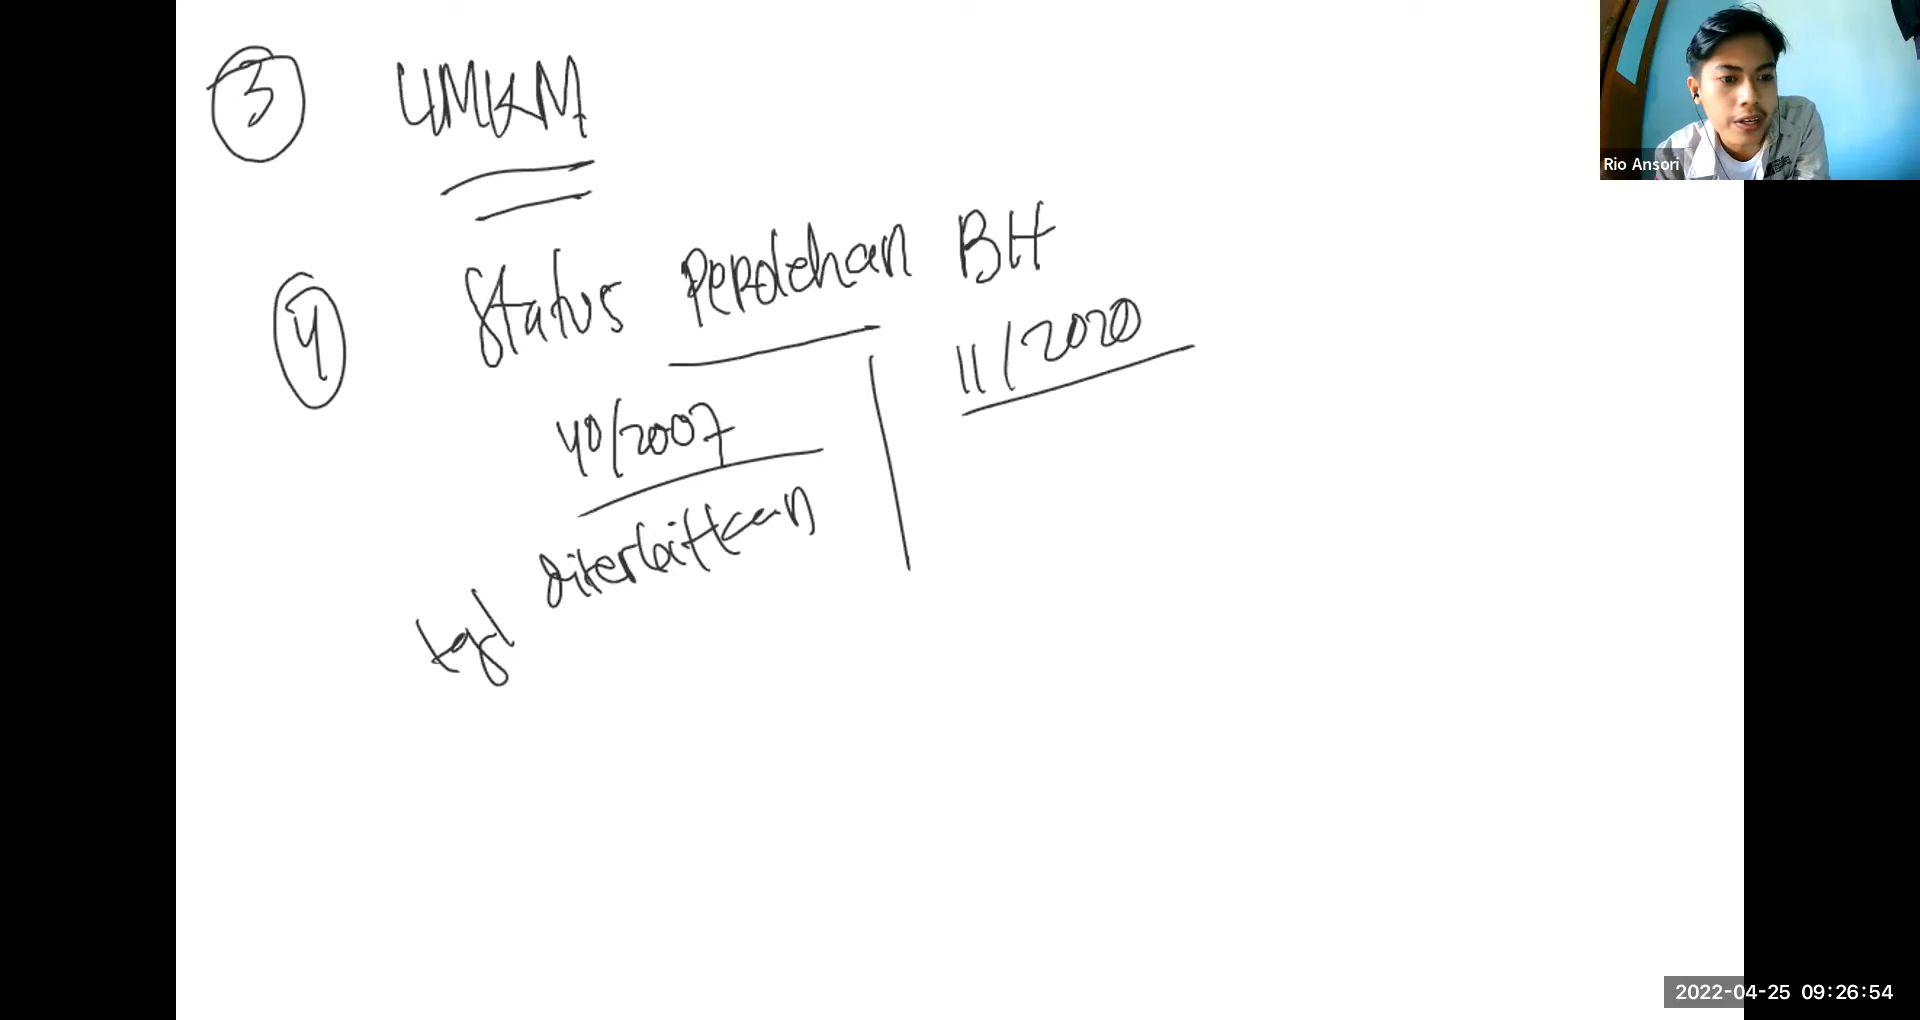 3 UMKM
Rio Ansori
4 Status Perolehan BH
40/2007 11/2020
tgl diterbitkan
2022-04-25 09:26:54